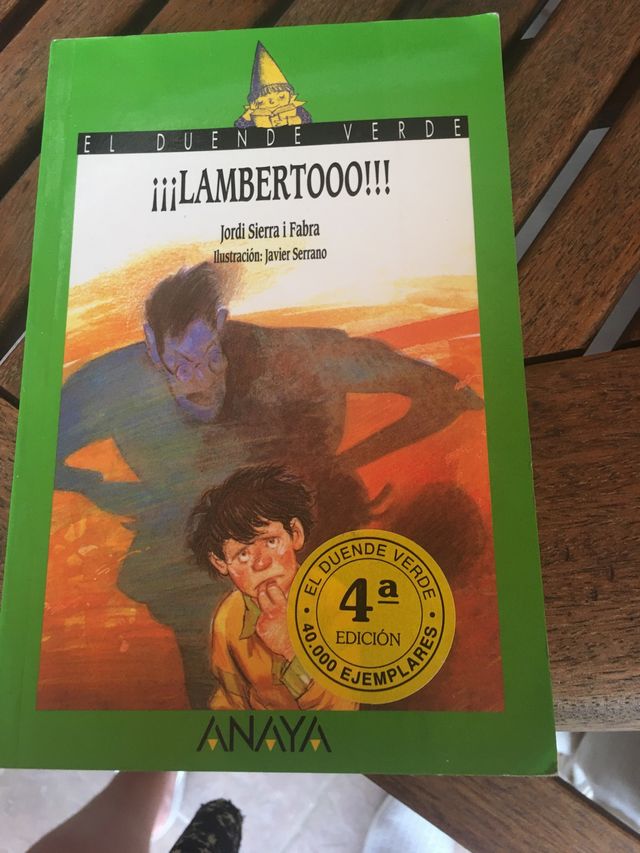 EL DUENDE VERDE
¡¡¡LAMBERTOOO!!!
Jordi Sierra i Fabra
Ilustración: Javier Serrano
EL DUENDE VERDE
4ª
EDICIÓN
40.000 EJEMPLARES
ANAYA